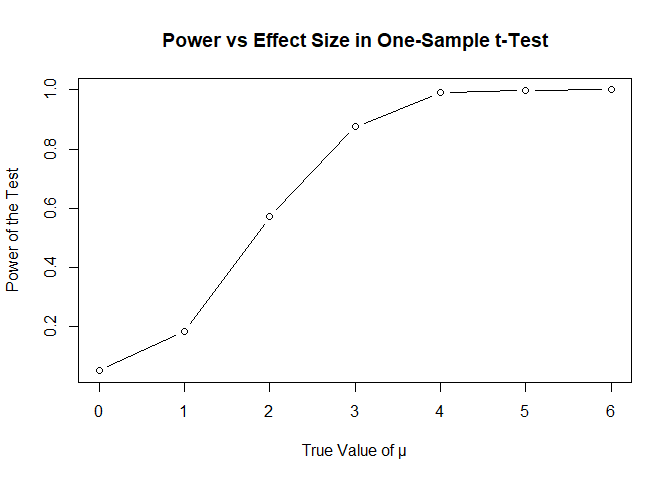 Power vs Effect Size in One-Sample t-Test
Power of the Test
1.0
0.8
0.6
0.4
0.2
0 1 2 3 4 5 6
True Value of μ